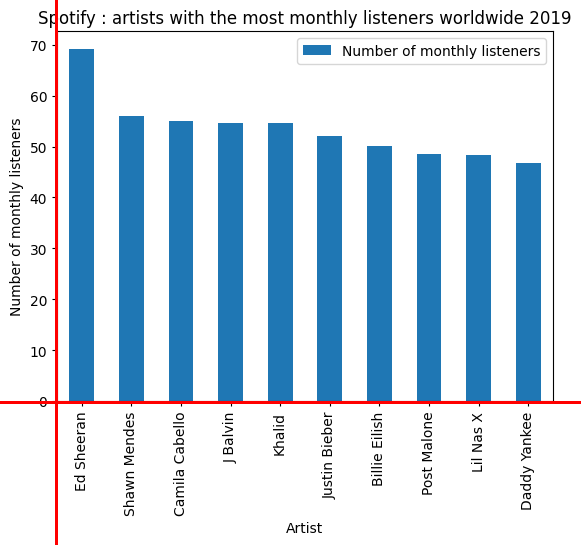 Spotify : artists with the most monthly listeners worldwide 2019
Number of monthly listeners
Number of monthly listeners
70
60
50
40
30
20
10
0
Ed Sheeran
Shawn Mendes
Camila Cabello
J Balvin
Khalid
Justin Bieber
Billie Eilish
Post Malone
Lil Nas X
Daddy Yankee
Artist